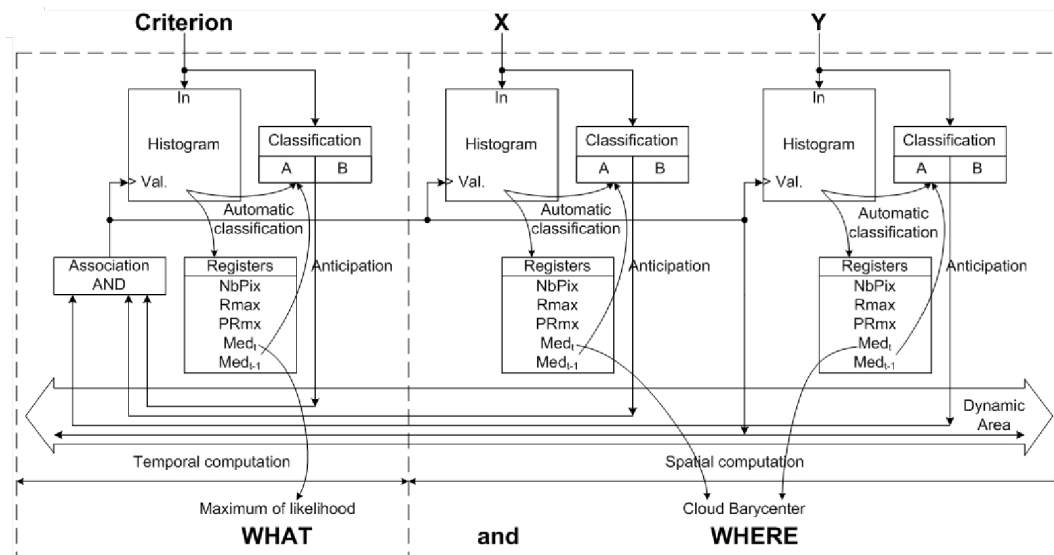 Criterion
X
Y
In
Histogram
> Val.
Classification
A B
Automatic
classification
Anticipation
Registers
NbPix
Rmax
PRmx
Medt
Medt-1
In
Histogram
> Val.
Classification
A B
Automatic
classification
Anticipation
Registers
NbPix
Rmax
PRmx
Medt
Medt-1
In
Histogram
> Val.
Classification
A B
Automatic
classification
Anticipation
Registers
NbPix
Rmax
PRmx
Medt
Medt-1
Association
AND
Dynamic
Area
Temporal computation
Spatial computation
Maximum of likelihood
Cloud Barycenter
WHAT and WHERE